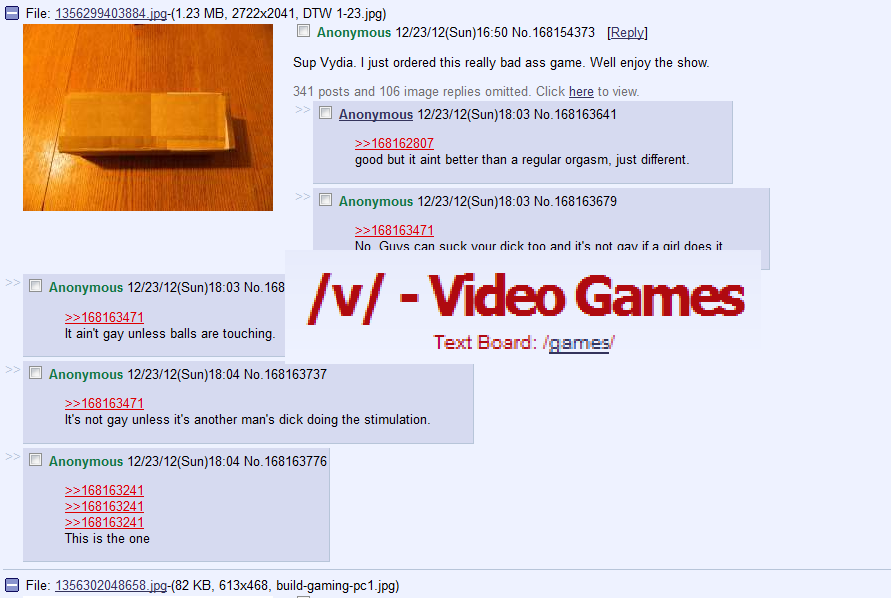 File: 1356299403884.jpg-(1.23 MB, 2722x2041, DTW 1-23.jpg)
Anonymous 12/23/12(Sun)16:50 No.168154373 [Reply]
Sup Vydia. I just ordered this really bad ass game. Well enjoy the show.
341 posts and 106 image replies omitted. Click here to view.
>> Anonymous 12/23/12(Sun)18:03 No.168163641
>>168162807
good but it aint better than a regular orgasm, just different.
>> Anonymous 12/23/12(Sun)18:03 No.168163679
>>168163471
No. Guys can suck your dick too and it's not gay if a girl does it
/v/ - Video Games
Text Board: /games/
>> Anonymous 12/23/12(Sun)18:03 No.168
>>168163471
It ain't gay unless balls are touching.
>> Anonymous 12/23/12(Sun)18:04 No.168163737
>>168163471
It's not gay unless it's another man's dick doing the stimulation.
>> Anonymous 12/23/12(Sun)18:04 No.168163776
>>168163241
>>168163241
>>168163241
This is the one
File: 1356302048658.jpg-(82 KB, 613x468, build-gaming-pc1.jpg)